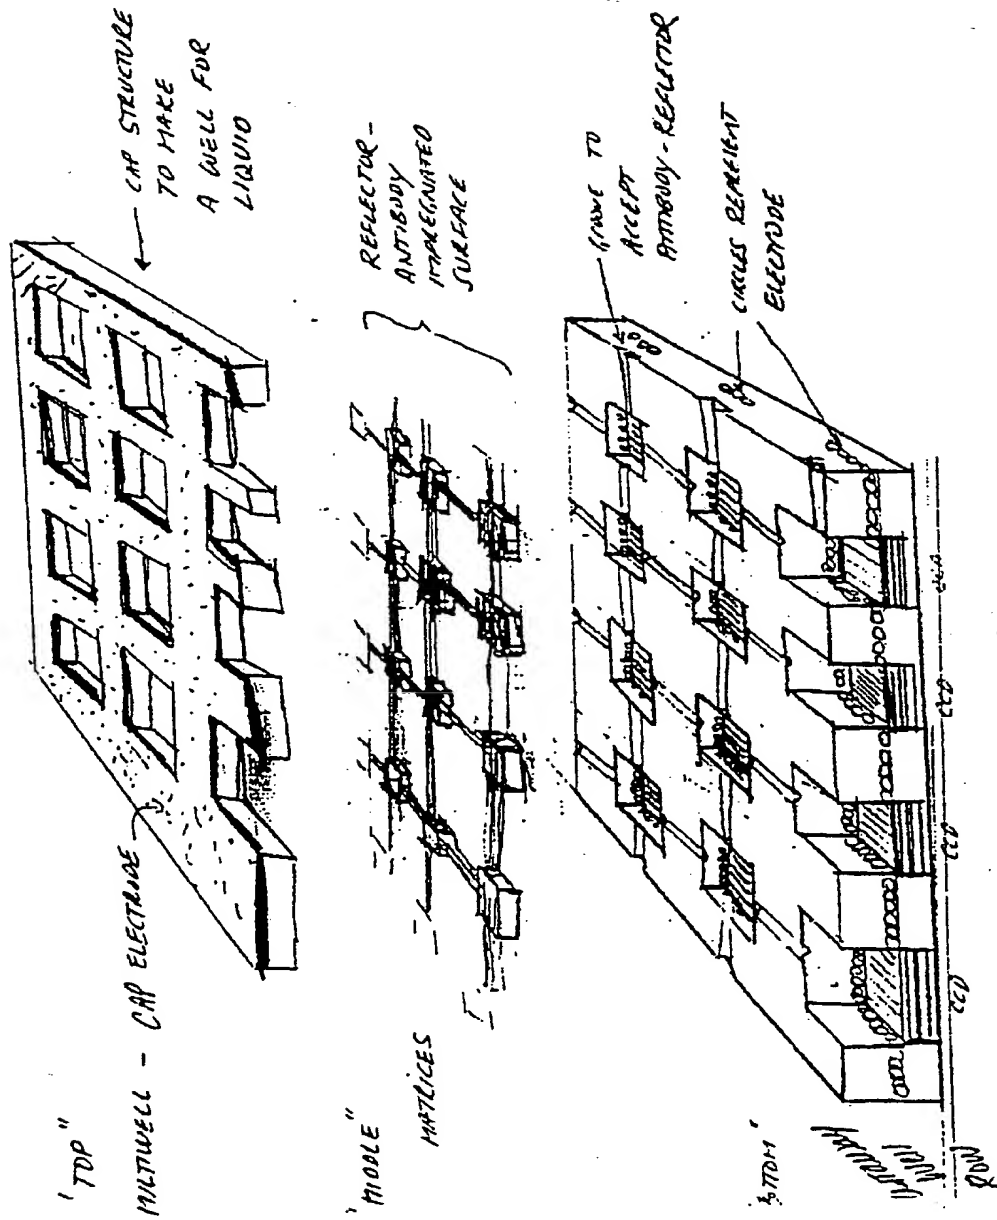 "TOP"
MULTIWELL - CAP ELECTRODE
← CAP STRUCTURE
TO MAKE
A WELL FOR
LIQUID
"MIDDLE"
MATRICES
REFLECTOR -
ANTIBODY
IMPREGNATED
SURFACE
"BOTTOM"
GROOVE TO
ACCEPT
ANTIBODY-REFLECTOR
CIRCLES REPRESENT
ELECTRODE
CCD
CCD
CCD
ROW